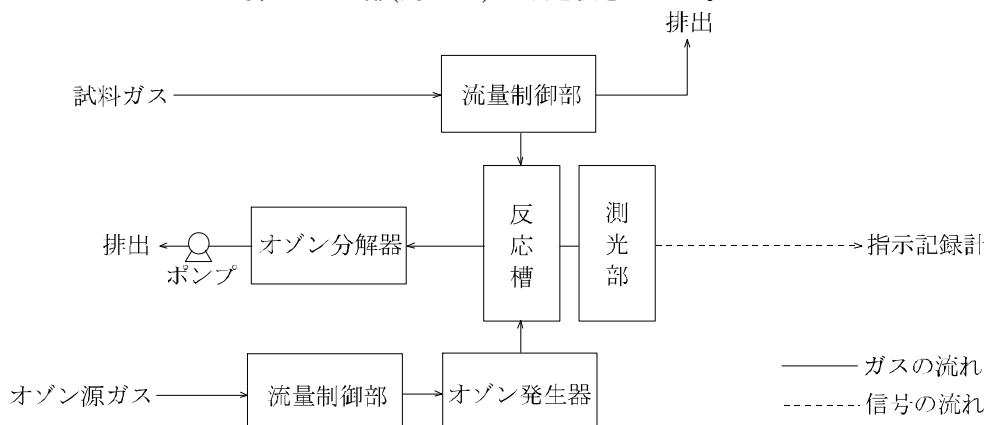 排出
試料ガス
流量制御部
反応槽
測光部
排出
オゾン分解器
指示記録計
ポンプ
オゾン源ガス
流量制御部
オゾン発生器
ガスの流れ
信号の流れ